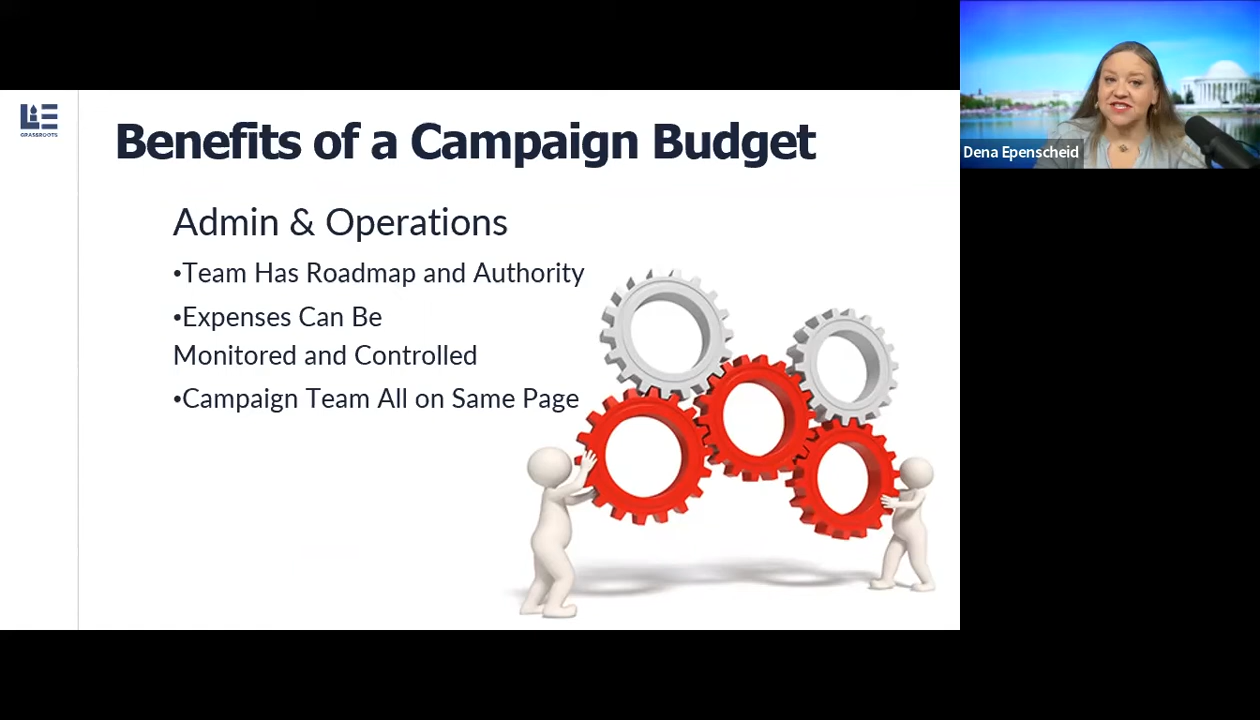 LE
GRASSROOTS
Benefits of a Campaign Budget
Admin & Operations
•Team Has Roadmap and Authority
•Expenses Can Be
Monitored and Controlled
•Campaign Team All on Same Page
Dena Epenscheid